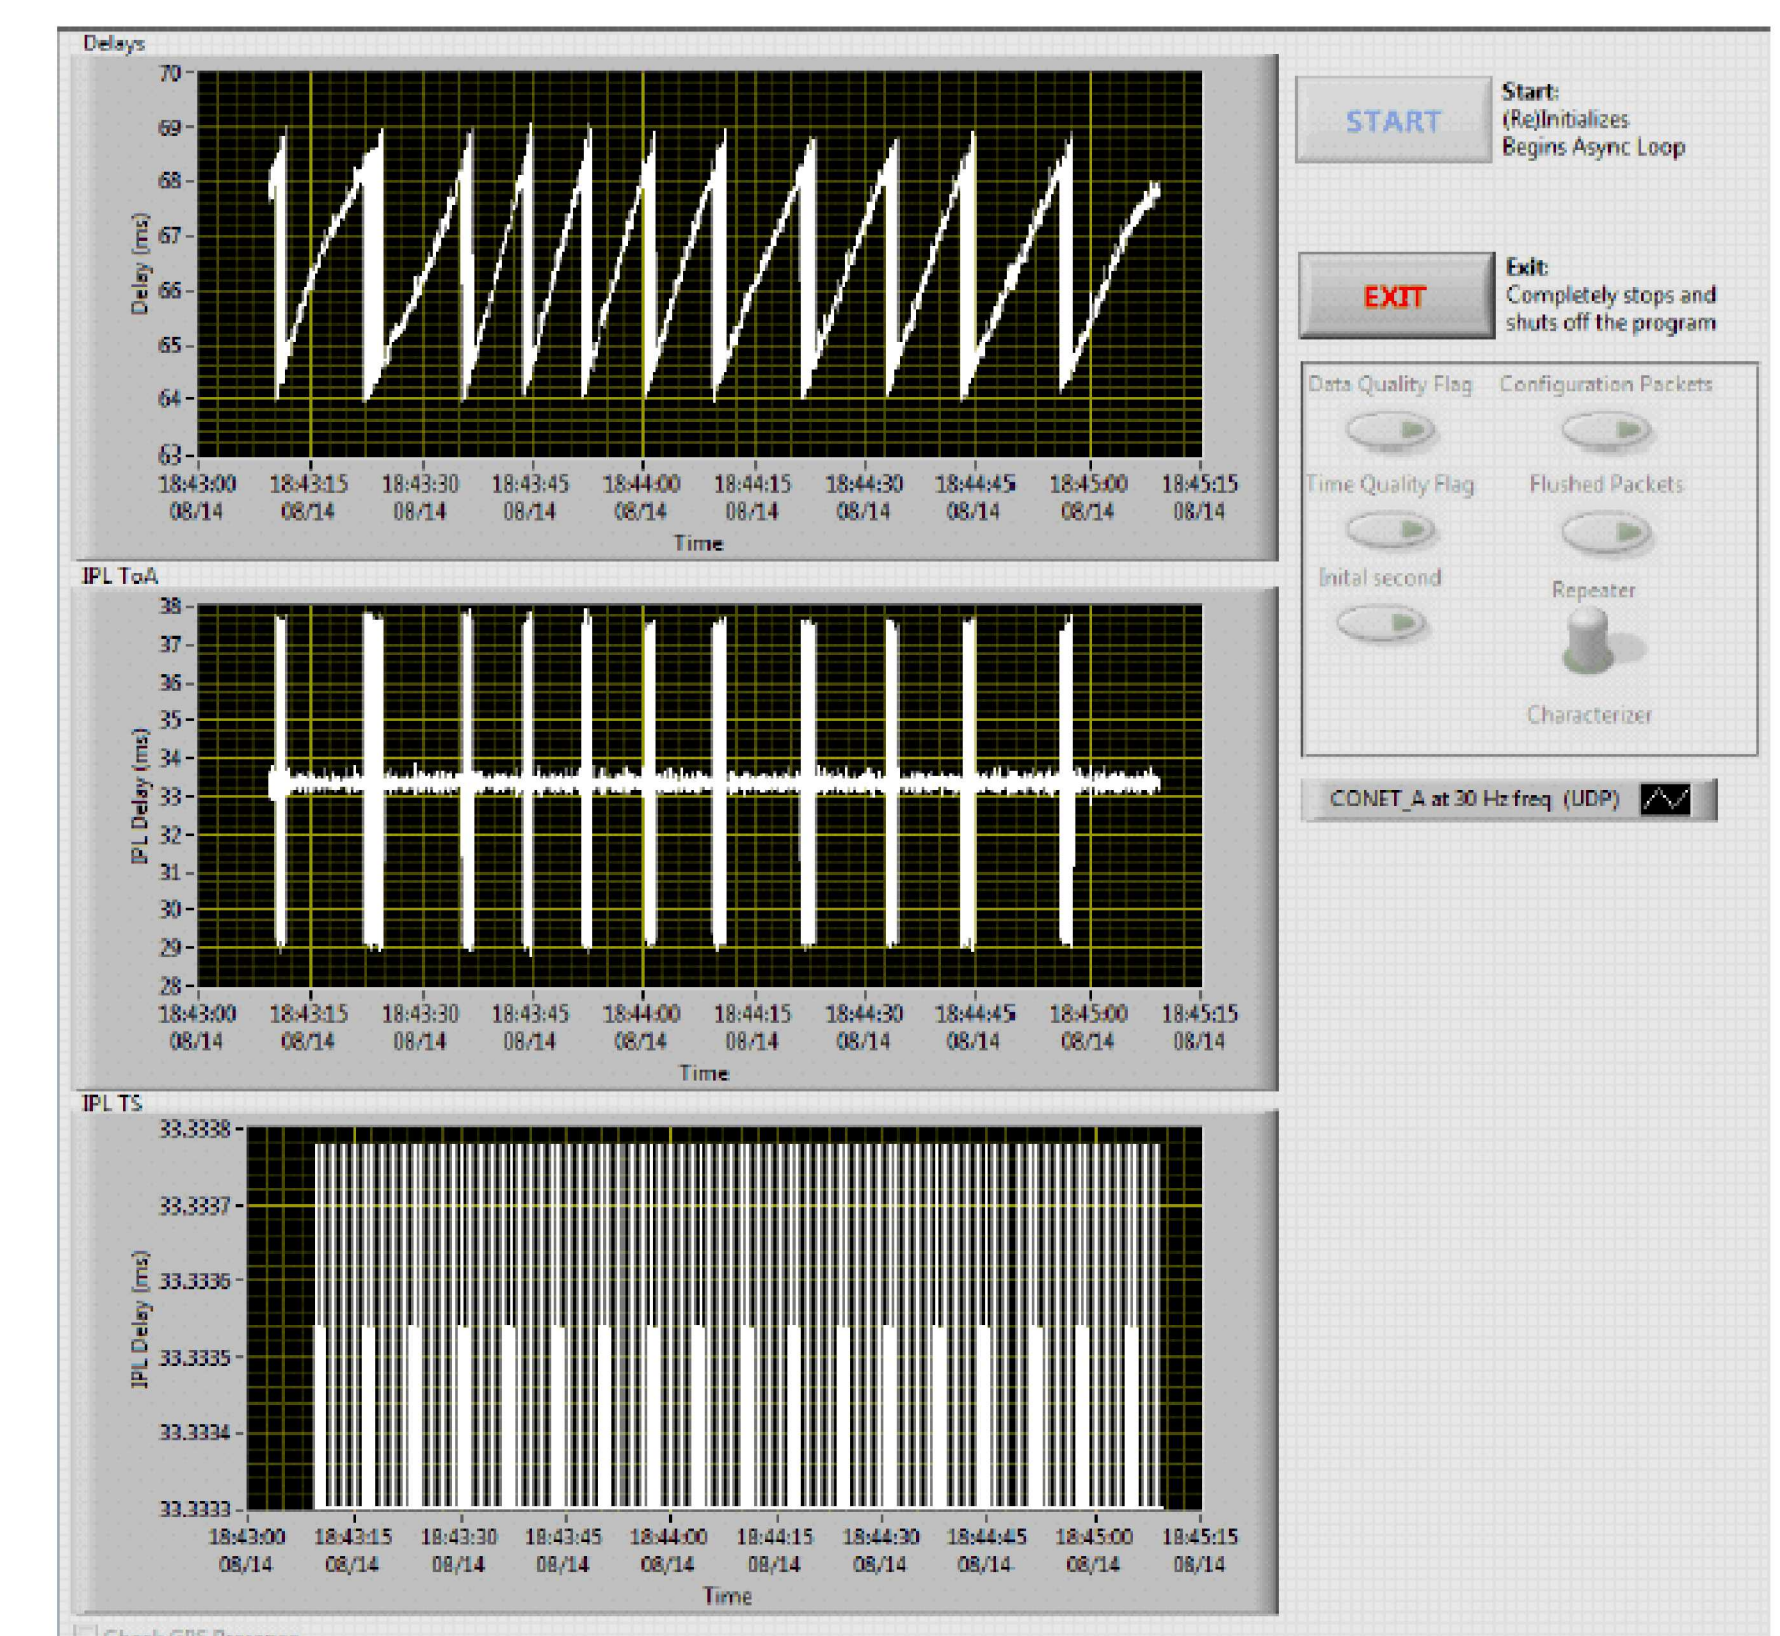 Delays
70
69
68
67
66
65
64
63
Delay (ms)
18:43:00 18:43:15 18:43:30 18:43:45 18:44:00 18:44:15 18:44:30 18:44:45 18:45:00 18:45:15
08/14 08/14 08/14 08/14 08/14 08/14 08/14 08/14 08/14 08/14
Time
IPL ToA
38
37
36
35
34
33
32
31
30
29
28
IPL Delay (ms)
18:43:00 18:43:15 18:43:30 18:43:45 18:44:00 18:44:15 18:44:30 18:44:45 18:45:00 18:45:15
08/14 08/14 08/14 08/14 08/14 08/14 08/14 08/14 08/14 08/14
Time
IPL TS
33.3338
33.3337
33.3336
33.3335
33.3334
33.3333
IPL Delay (ms)
18:43:00 18:43:15 18:43:30 18:43:45 18:44:00 18:44:15 18:44:30 18:44:45 18:45:00 18:45:15
08/14 08/14 08/14 08/14 08/14 08/14 08/14 08/14 08/14 08/14
Time
START
Start:
(Re)Initializes
Begins Async Loop
EXIT
Exit:
Completely stops and
shuts off the program
Data Quality Flag Configuration Packets
Time Quality Flag Flushed Packets
Inital second
Repeater
Characterizer
CONET_A at 30 Hz freq (UDP)